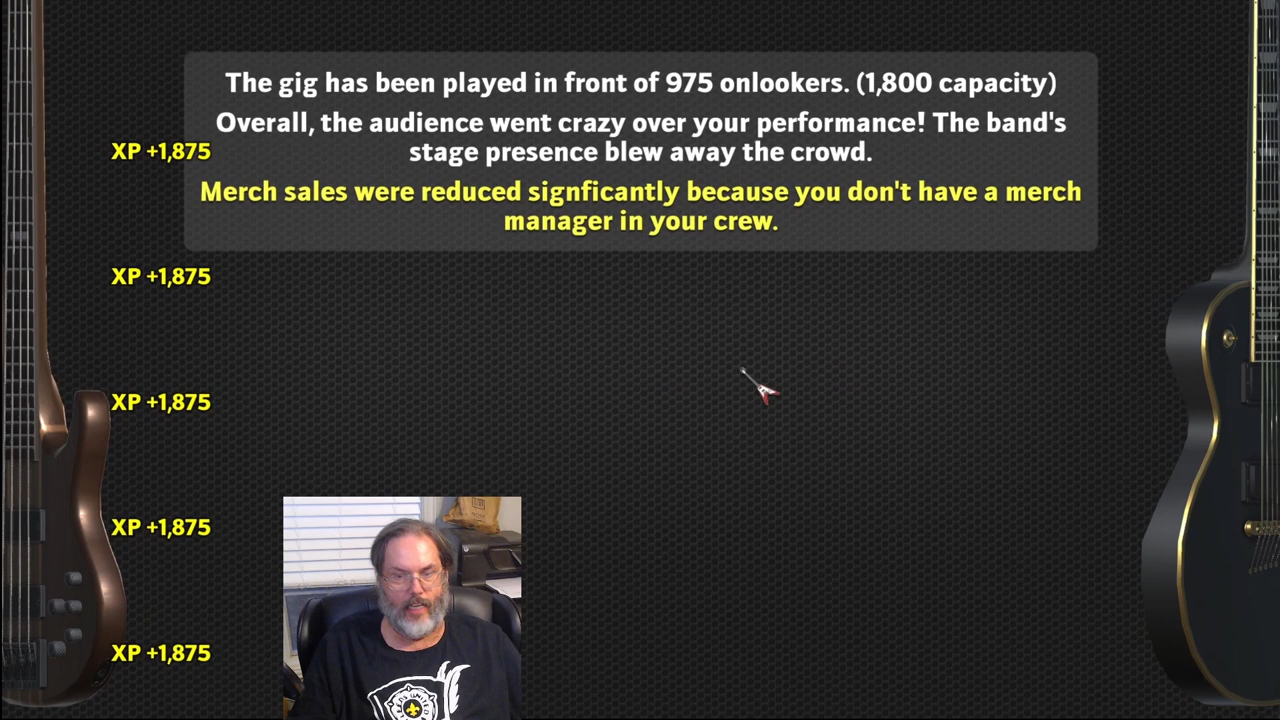 The gig has been played in front of 975 onlookers. (1,800 capacity)
Overall, the audience went crazy over your performance! The band's
stage presence blew away the crowd.
Merch sales were reduced signficantly because you don't have a merch
manager in your crew.
XP +1,875
XP +1,875
XP +1,875
XP +1,875
XP +1,875